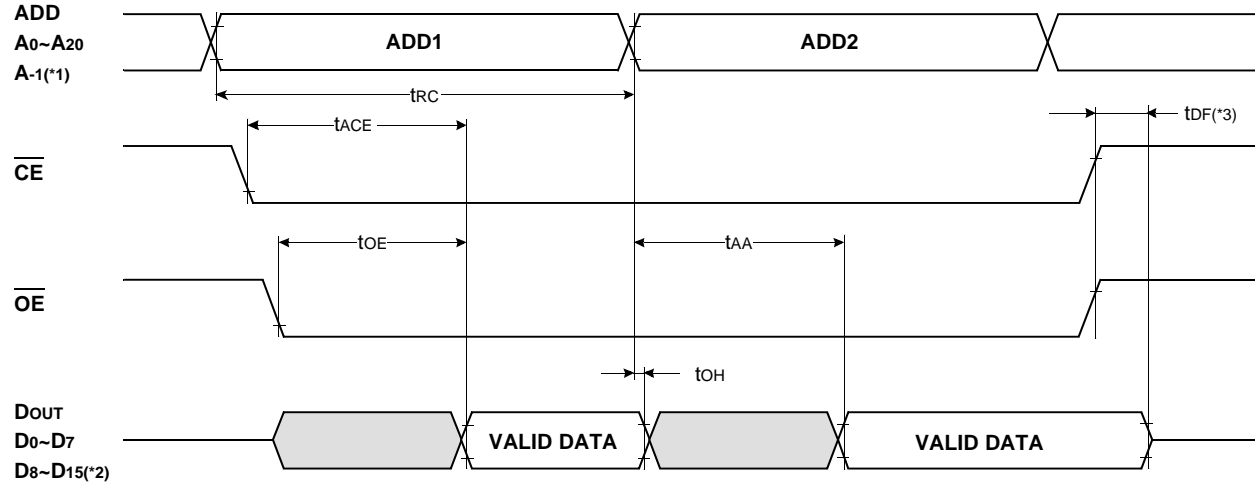 ADD
A0~A20
A-1(*1)
ADD1
ADD2
tRC
tACE
tDF(*3)
CE
tOE
tAA
OE
tOH
DOUT
D0~D7
D8~D15(*2)
VALID DATA
VALID DATA